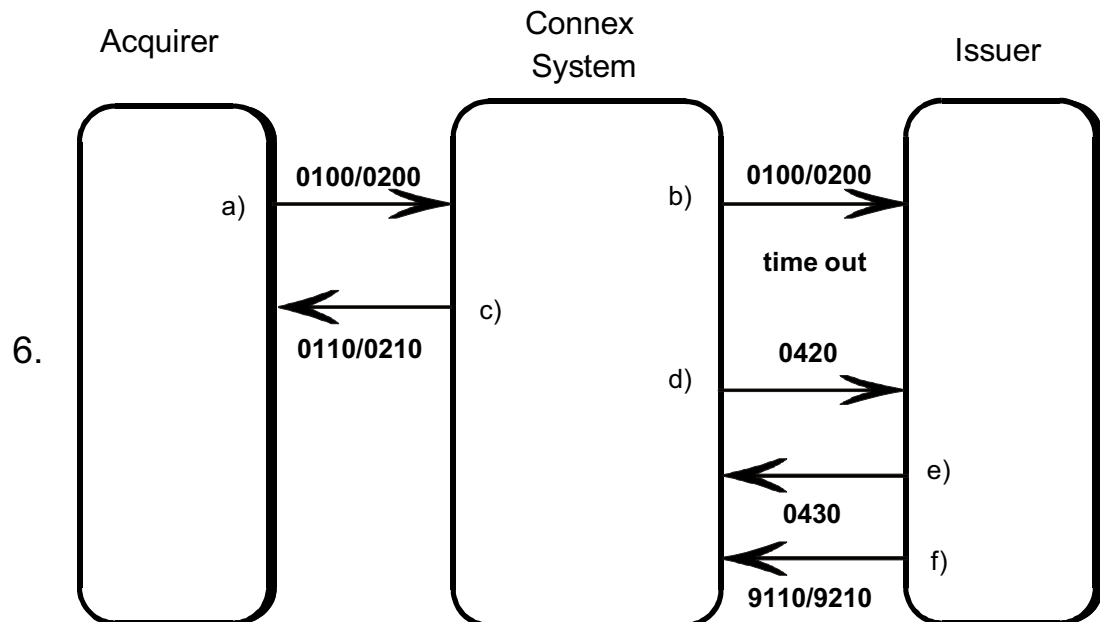 Acquirer
Connex
System
Issuer
0100/0200
0100/0200
a)
b)
time out
c)
0110/0210
6.
0420
d)
e)
0430
f)
9110/9210